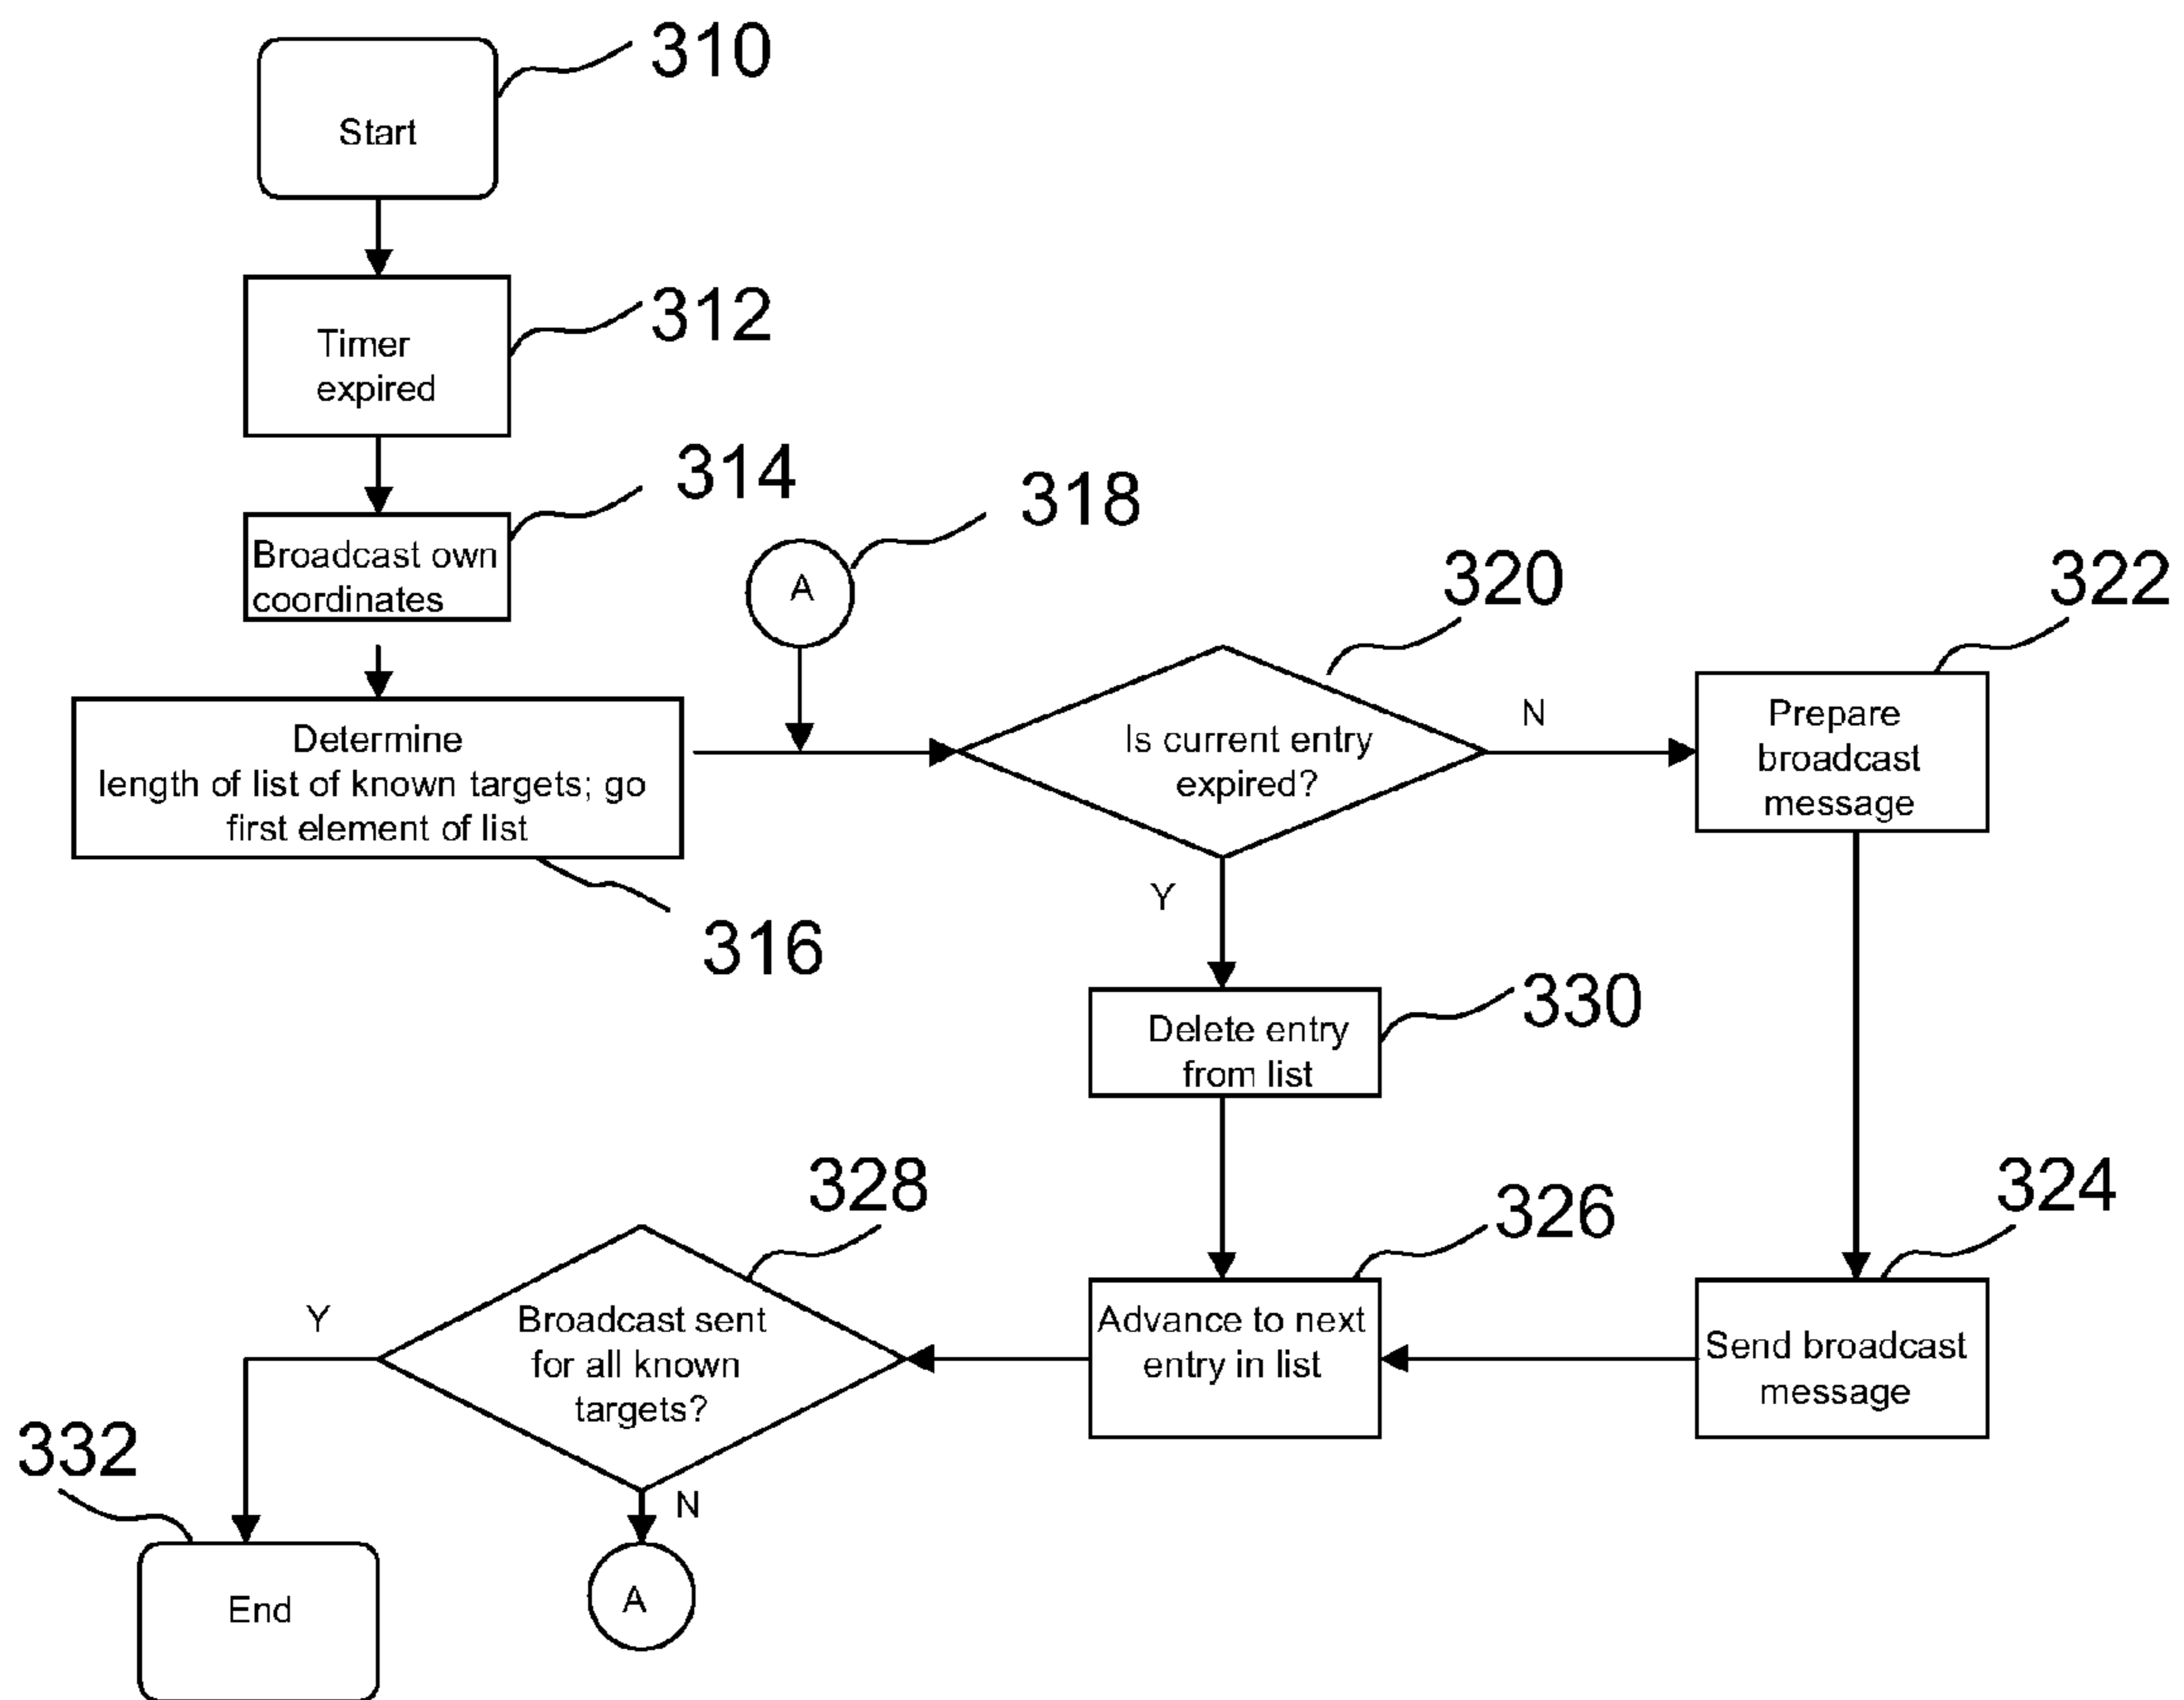 310
Start
312
Timer
expired
314
Broadcast own
coordinates
318
A
316
Determine
length of list of known targets; go
first element of list
320
Is current entry
expired?
N
Y
322
Prepare
broadcast
message
330
Delete entry
from list
324
Send broadcast
message
326
Advance to next
entry in list
328
Broadcast sent
for all known
targets?
Y
N
332
End
A